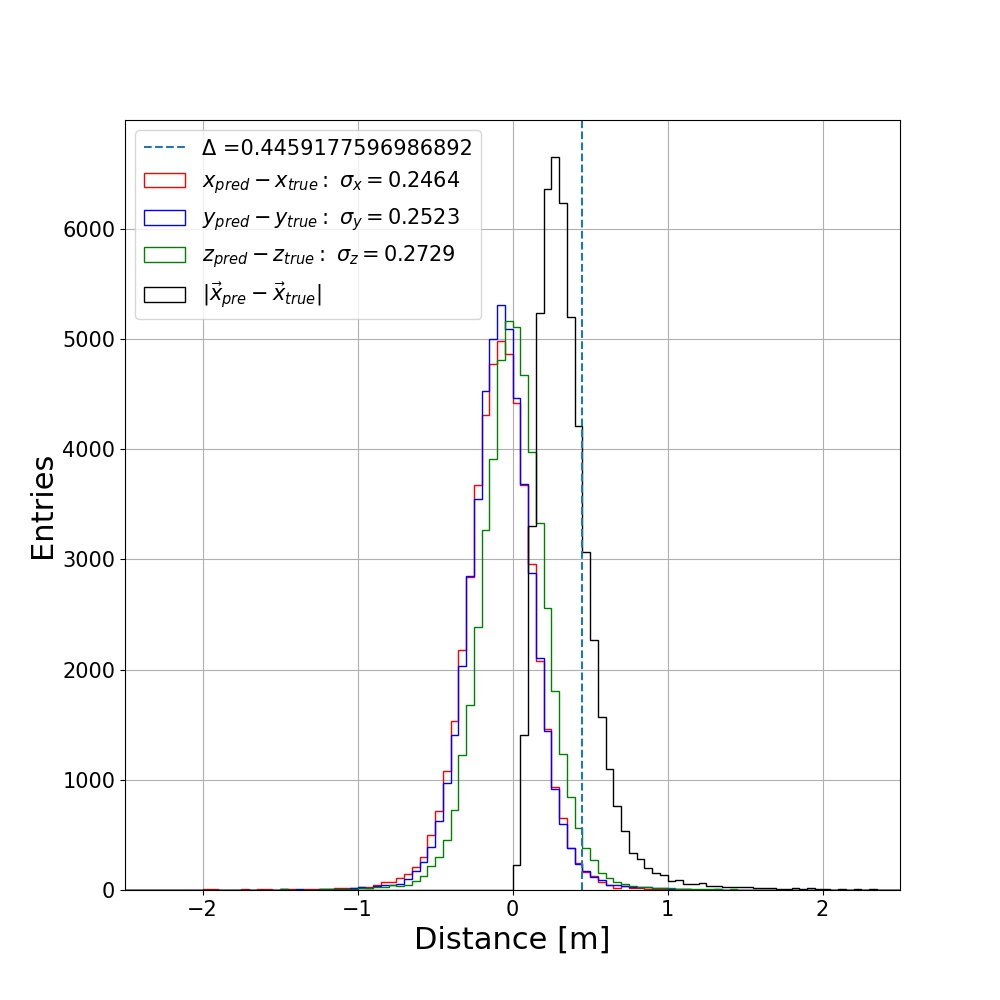 Δ =0.4459177596986892
x_pred − x_true : σ_x = 0.2464
y_pred − y_true : σ_y = 0.2523
z_pred − z_true : σ_z = 0.2729
|x⃗_pre − x⃗_true|
6000
5000
4000
3000
2000
1000
0
−2 −1 0 1 2
Entries
Distance [m]